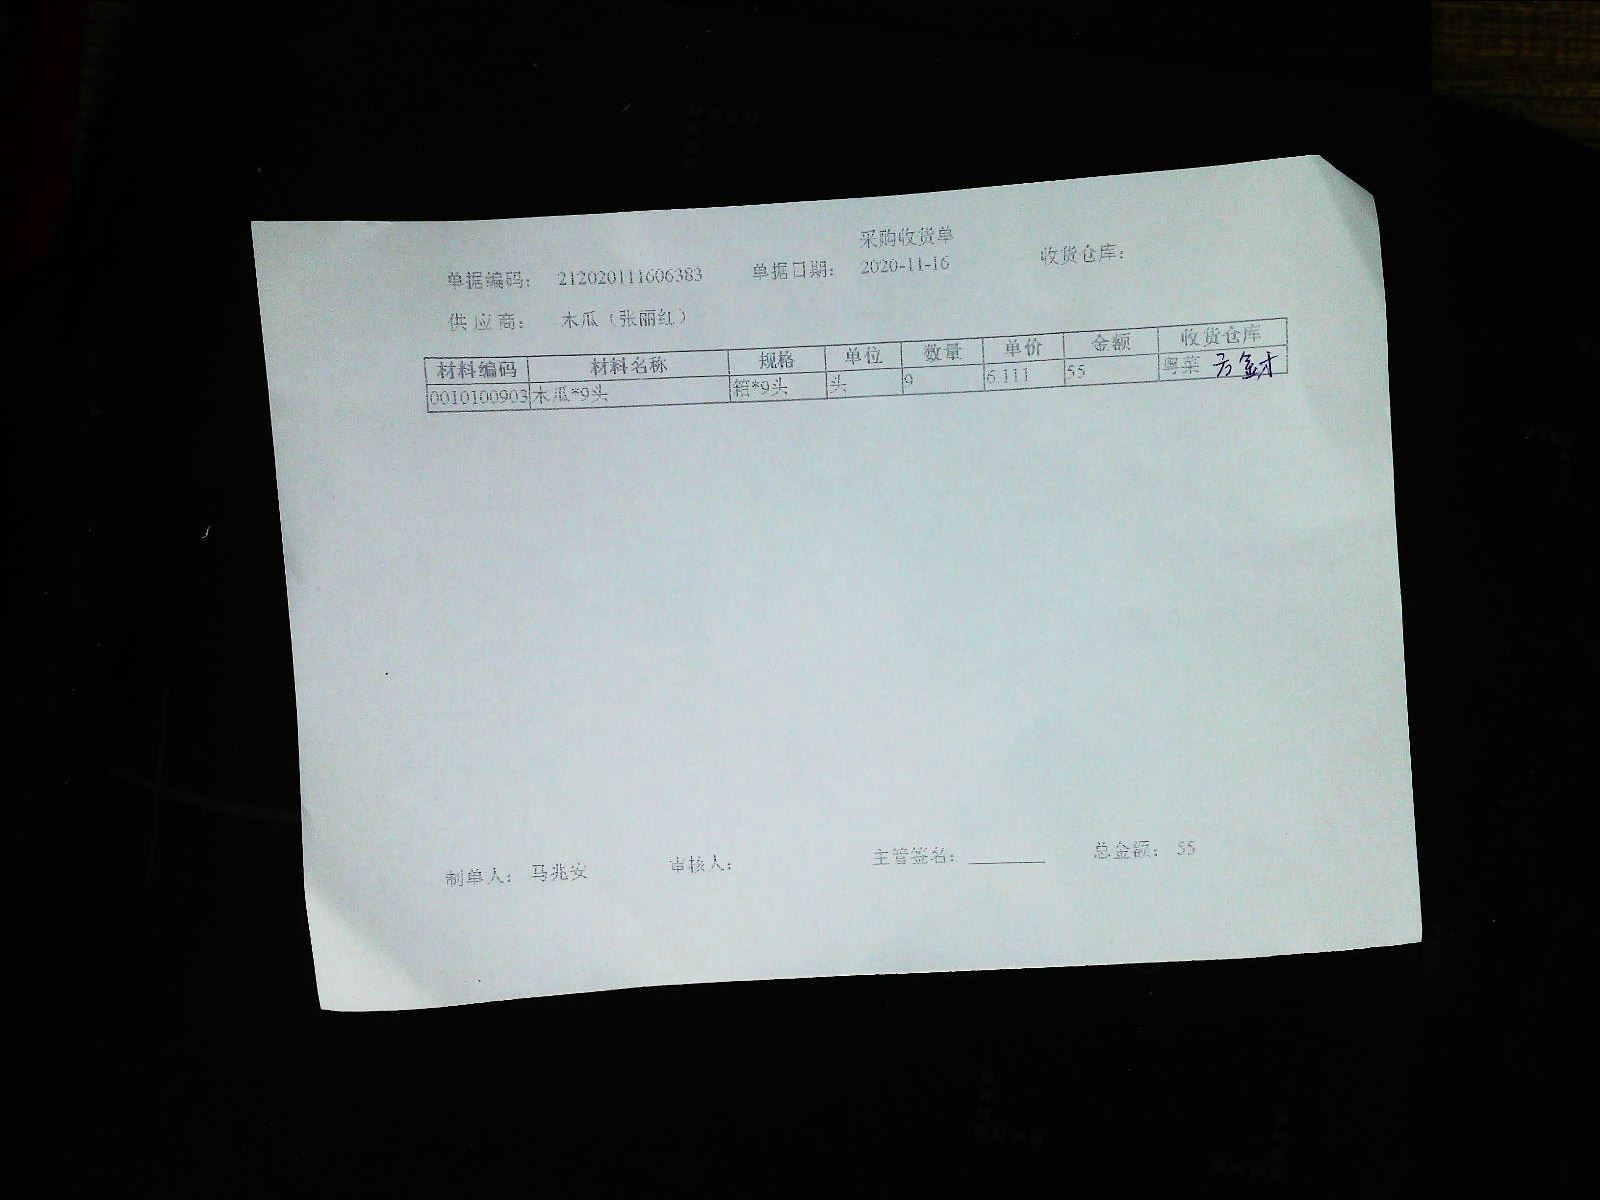 采购收货单
单据编码： 212020111606383 单据日期： 2020-11-16 收货仓库：
供应商： 木瓜（张丽红）
材料编码 材料名称 规格 单位 数量 单价 金额 收货仓库
0010100903 木瓜*9头 箱*9头 头 9 6.111 55 粤菜
制单人： 马兆安 审核人： 主管签名： 总金额： 55